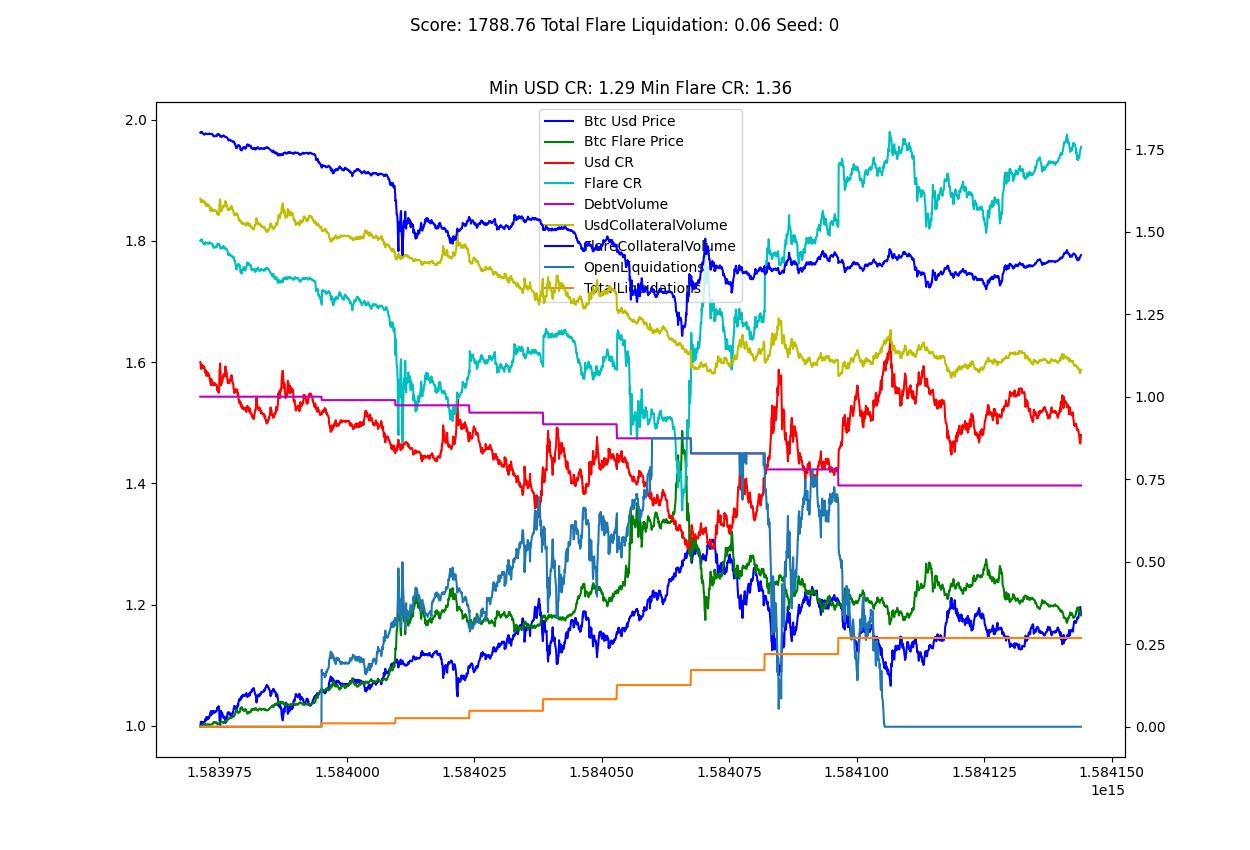 Score: 1788.76 Total Flare Liquidation: 0.06 Seed: 0
Min USD CR: 1.29 Min Flare CR: 1.36
Btc Usd Price
Btc Flare Price
Usd CR
Flare CR
DebtVolume
UsdCollateralVolume
FlareCollateralVolume
OpenLiquidations
TotalLiquidations
2.0
1.8
1.6
1.4
1.2
1.0
1.75
1.50
1.25
1.00
0.75
0.50
0.25
0.00
1.583975 1.584000 1.584025 1.584050 1.584075 1.584100 1.584125 1.584150
1e15